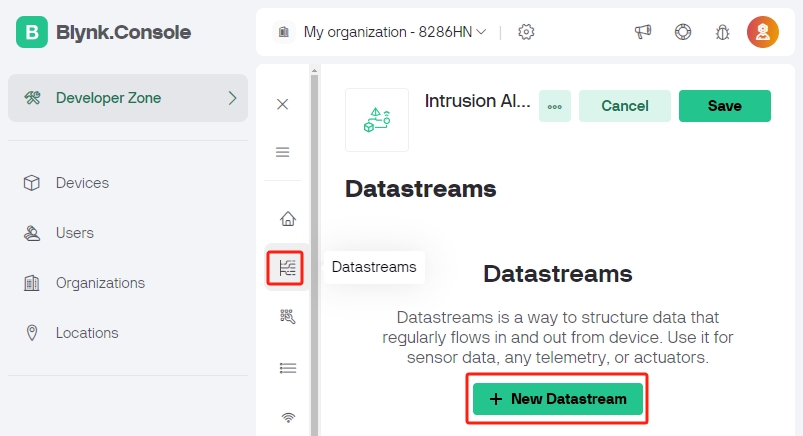 B Blynk.Console
My organization - 8286HN
Developer Zone
Devices
Users
Organizations
Locations
Intrusion Al...
Cancel
Save
Datastreams
Datastreams
Datastreams
Datastreams is a way to structure data that
regularly flows in and out from device. Use it for
sensor data, any telemetry, or actuators.
+ New Datastream